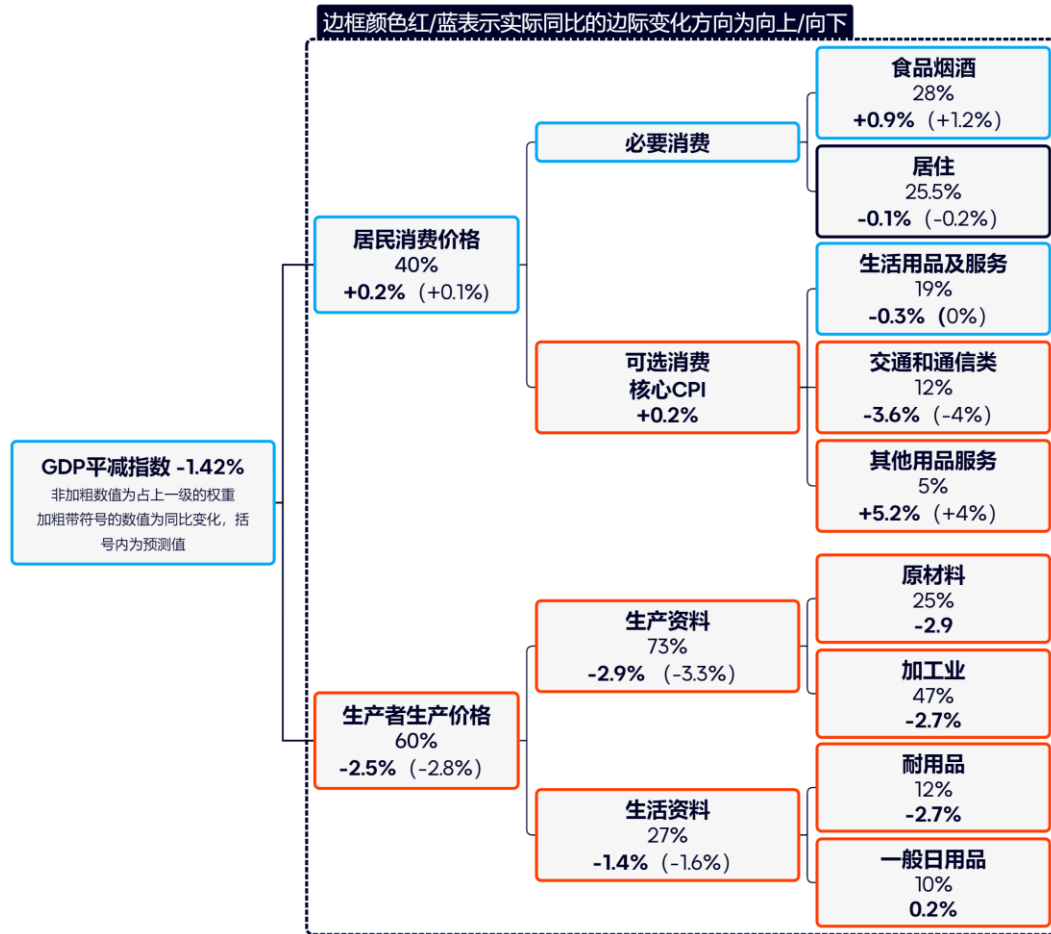 边框颜色红/蓝表示实际同比的边际变化方向为向上/向下
GDP平减指数 -1.42%
非加粗数值为占上一级的权重
加粗带符号的数值为同比变化，括
号内为预测值
居民消费价格
40%
+0.2%（+0.1%）
必要消费
食品烟酒
28%
+0.9%（+1.2%）
居住
25.5%
-0.1%（-0.2%）
可选消费
核心CPI
+0.2%
生活用品及服务
19%
-0.3%（0%）
交通和通信类
12%
-3.6%（-4%）
其他用品服务
5%
+5.2%（+4%）
生产者生产价格
60%
-2.5%（-2.8%）
生产资料
73%
-2.9%（-3.3%）
原材料
25%
-2.9
加工业
47%
-2.7%
生活资料
27%
-1.4%（-1.6%）
耐用品
12%
-2.7%
一般日用品
10%
0.2%